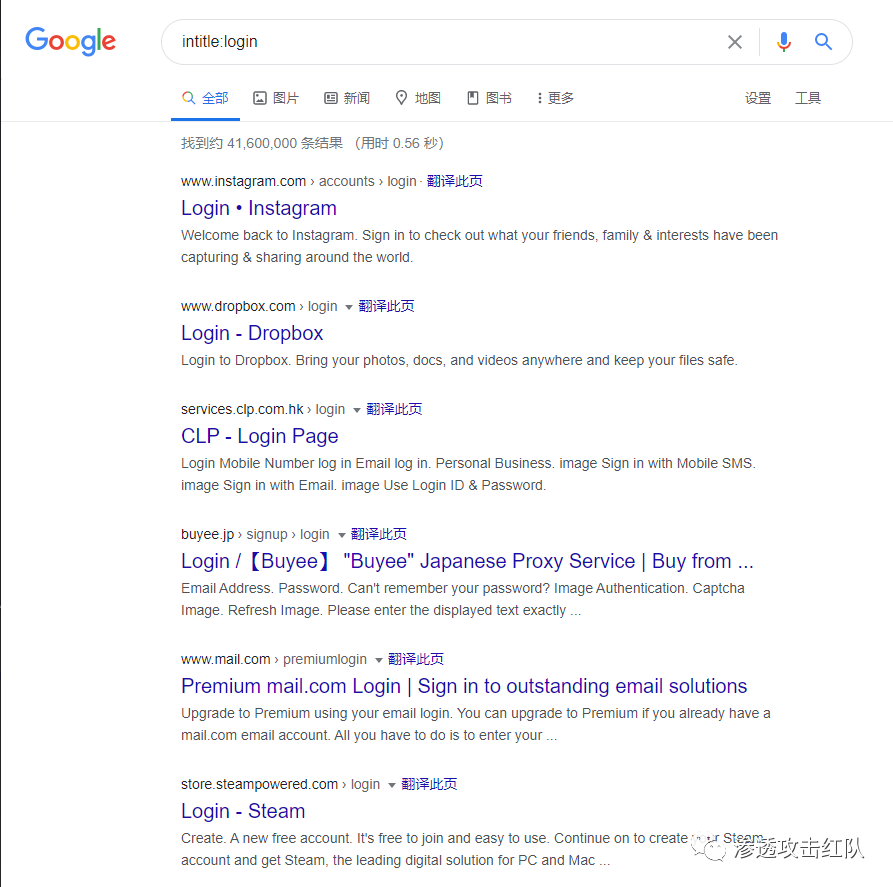 Google
intitle:login
全部 图片 新闻 地图 图书 更多 设置 工具
找到约 41,600,000 条结果 （用时 0.56 秒）
www.instagram.com › accounts › login · 翻译此页
Login • Instagram
Welcome back to Instagram. Sign in to check out what your friends, family & interests have been
capturing & sharing around the world.
www.dropbox.com › login 翻译此页
Login - Dropbox
Login to Dropbox. Bring your photos, docs, and videos anywhere and keep your files safe.
services.clp.com.hk › login 翻译此页
CLP - Login Page
Login Mobile Number log in Email log in. Personal Business. image Sign in with Mobile SMS.
image Sign in with Email. image Use Login ID & Password.
buyee.jp › signup › login 翻译此页
Login /【Buyee】 "Buyee" Japanese Proxy Service | Buy from ...
Email Address. Password. Can't remember your password? Image Authentication. Captcha
Image. Refresh Image. Please enter the displayed text exactly ...
www.mail.com › premiumlogin 翻译此页
Premium mail.com Login | Sign in to outstanding email solutions
Upgrade to Premium using your email login. You can upgrade to Premium if you already have a
mail.com email account. All you have to do is to enter your ...
store.steampowered.com › login 翻译此页
Login - Steam
Create. A new free account. It's free to join and easy to use. Continue on to create your Steam
account and get Steam, the leading digital solution for PC and Mac ...
渗透攻击红队